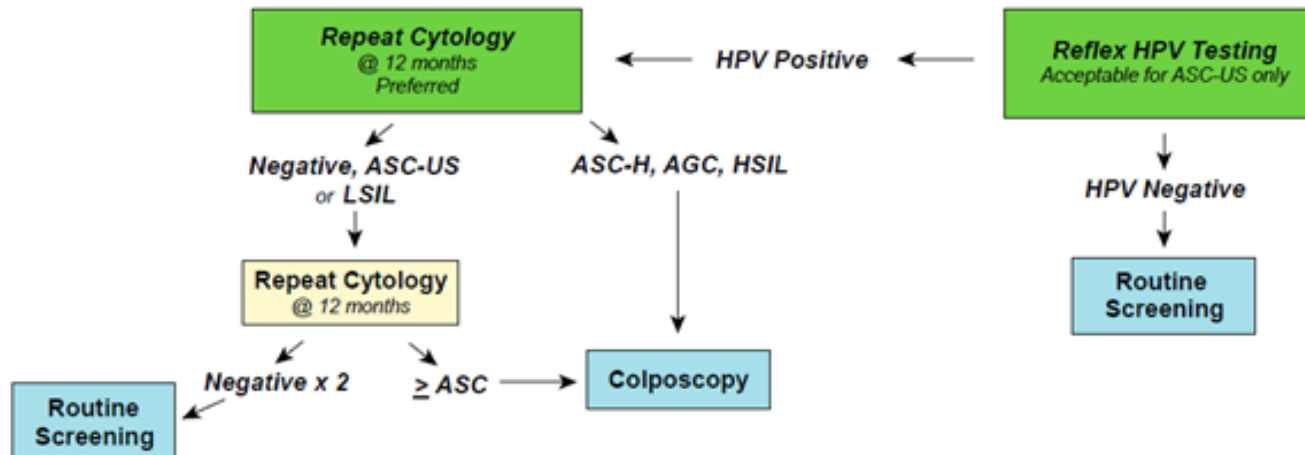 Repeat Cytology
@ 12 months
Preferred
HPV Positive
Reflex HPV Testing
Acceptable for ASC-US only
Negative, ASC-US
or LSIL
ASC-H, AGC, HSIL
HPV Negative
Repeat Cytology
@ 12 months
Routine
Screening
Negative x 2
≥ ASC
Colposcopy
Routine
Screening